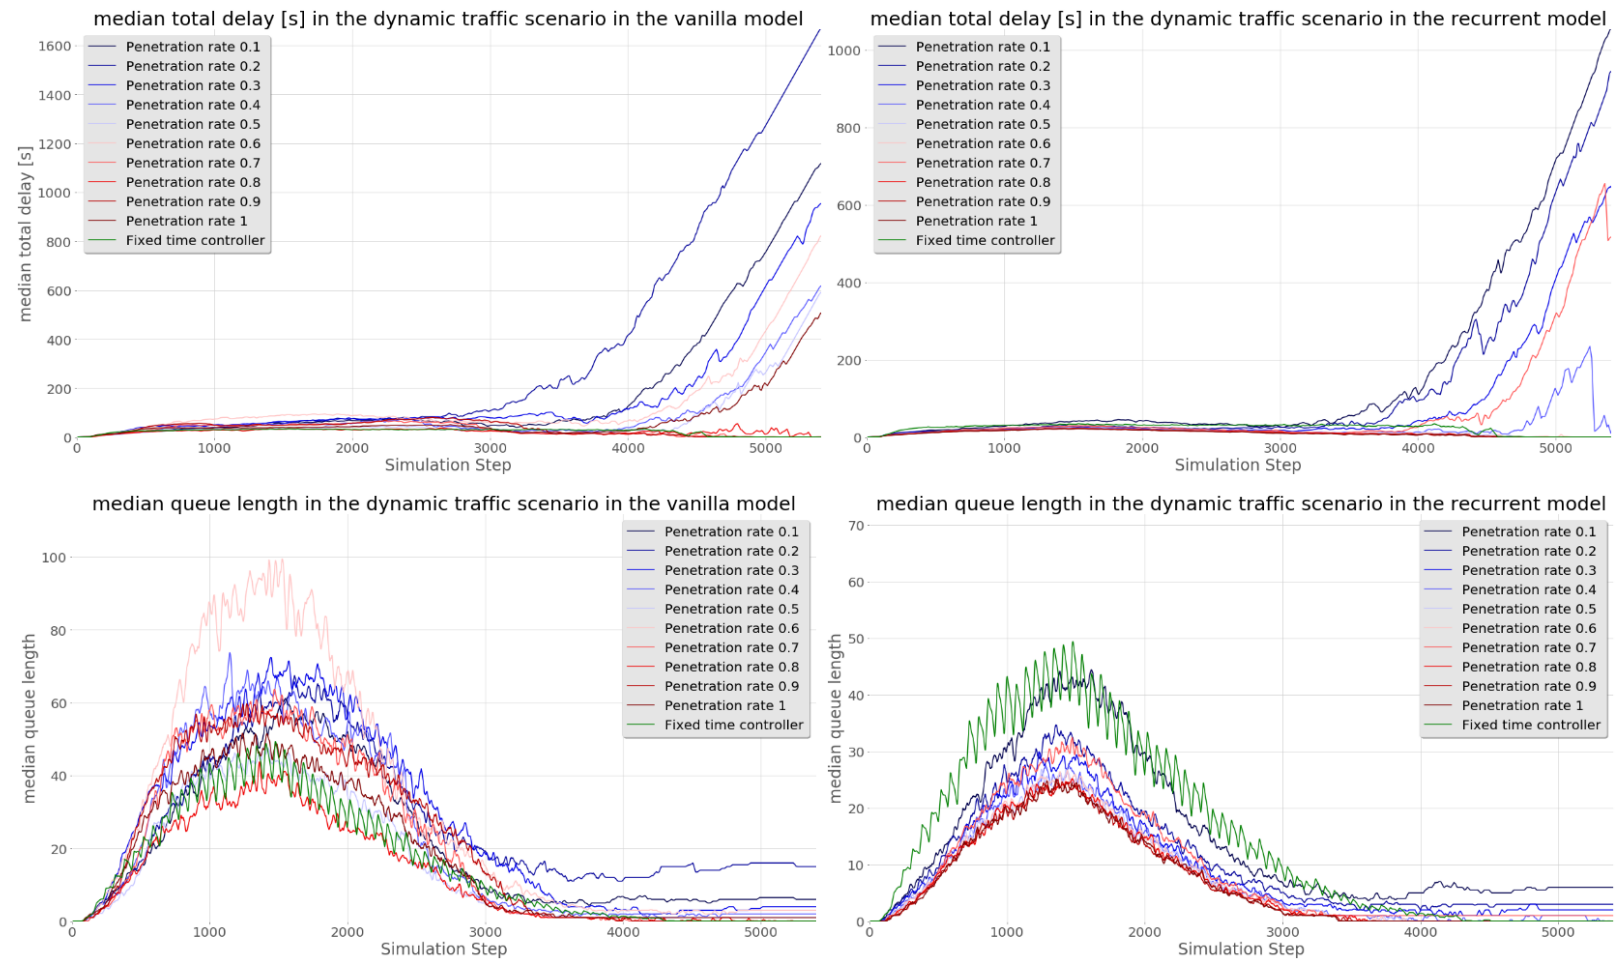 median total delay [s] in the dynamic traffic scenario in the vanilla model
median total delay [s]
1600
1400
1200
1000
800
600
400
200
0
Penetration rate 0.1
Penetration rate 0.2
Penetration rate 0.3
Penetration rate 0.4
Penetration rate 0.5
Penetration rate 0.6
Penetration rate 0.7
Penetration rate 0.8
Penetration rate 0.9
Penetration rate 1
Fixed time controller
0 1000 2000 3000 4000 5000
Simulation Step
median total delay [s] in the dynamic traffic scenario in the recurrent model
1000
800
600
400
200
0
Penetration rate 0.1
Penetration rate 0.2
Penetration rate 0.3
Penetration rate 0.4
Penetration rate 0.5
Penetration rate 0.6
Penetration rate 0.7
Penetration rate 0.8
Penetration rate 0.9
Penetration rate 1
Fixed time controller
0 1000 2000 3000 4000 5000
Simulation Step
median queue length in the dynamic traffic scenario in the vanilla model
median queue length
100
80
60
40
20
0
Penetration rate 0.1
Penetration rate 0.2
Penetration rate 0.3
Penetration rate 0.4
Penetration rate 0.5
Penetration rate 0.6
Penetration rate 0.7
Penetration rate 0.8
Penetration rate 0.9
Penetration rate 1
Fixed time controller
0 1000 2000 3000 4000 5000
Simulation Step
median queue length in the dynamic traffic scenario in the recurrent model
median queue length
70
60
50
40
30
20
10
0
Penetration rate 0.1
Penetration rate 0.2
Penetration rate 0.3
Penetration rate 0.4
Penetration rate 0.5
Penetration rate 0.6
Penetration rate 0.7
Penetration rate 0.8
Penetration rate 0.9
Penetration rate 1
Fixed time controller
0 1000 2000 3000 4000 5000
Simulation Step